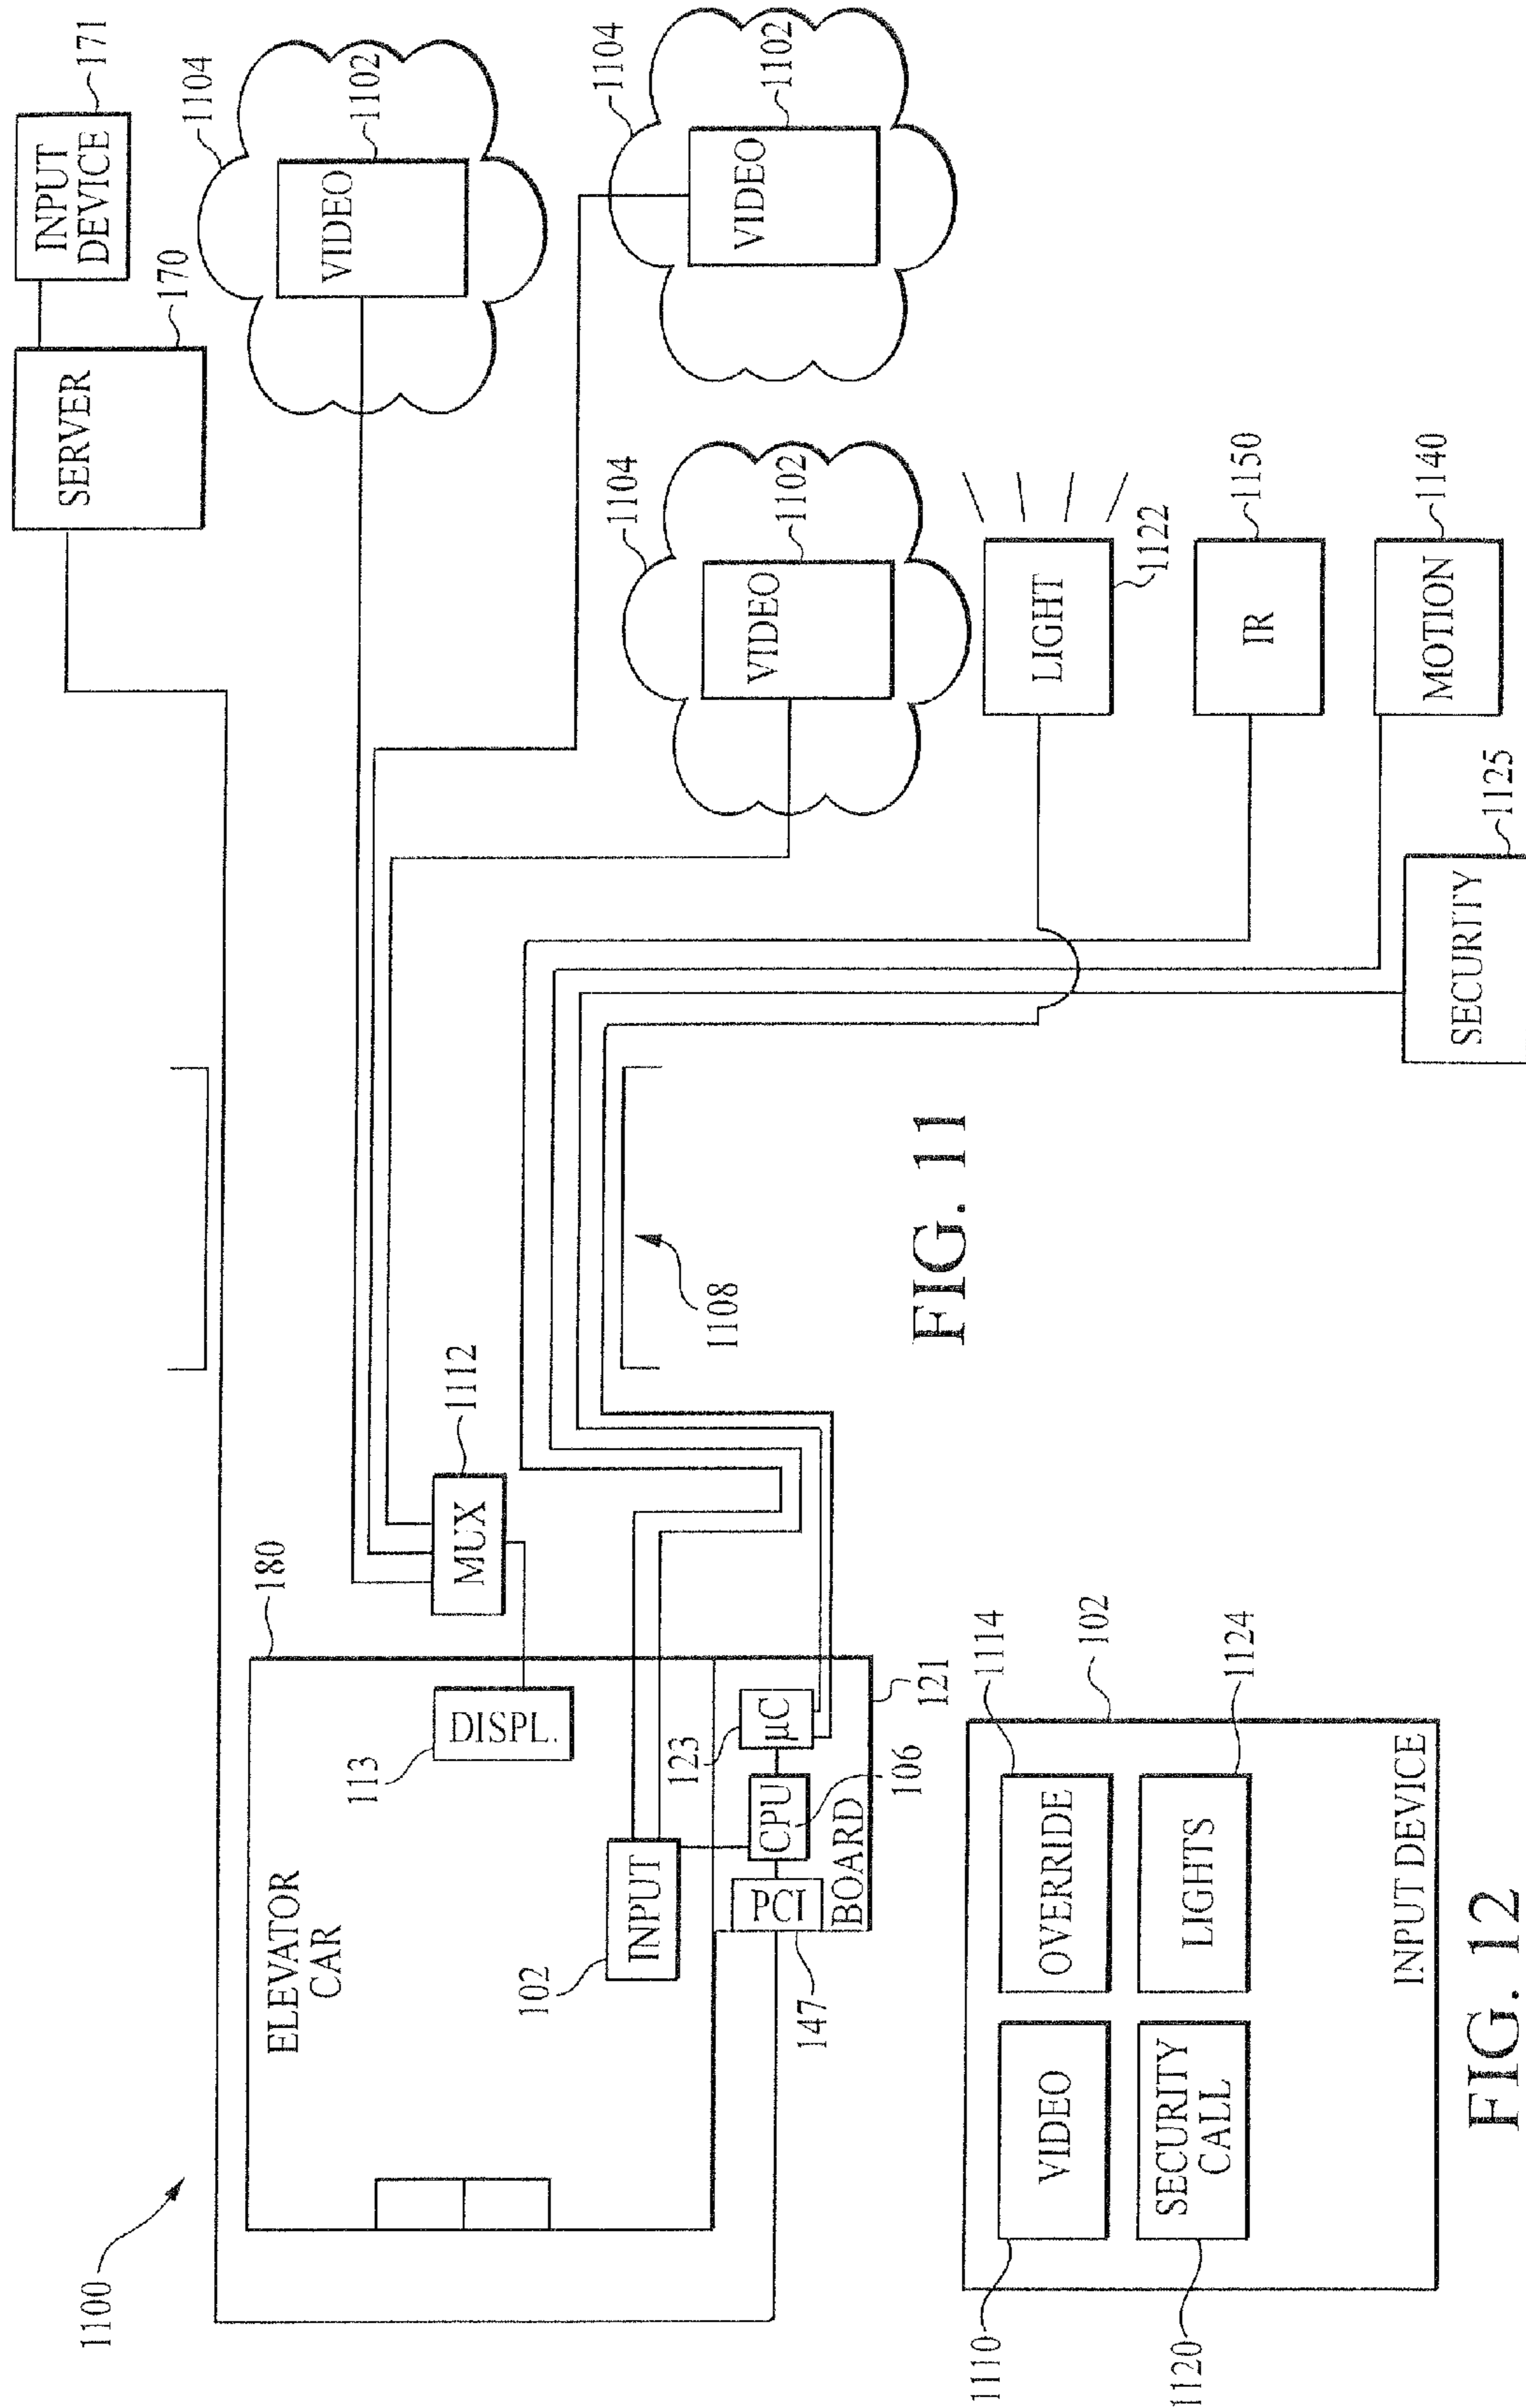 1100
ELEVATOR
CAR
180
113
DISPL.
MUX
1112
102
INPUT
123
µC
CPU
106
PCI
147
BOARD
121
1108
SERVER
170
INPUT
DEVICE
171
VIDEO
1102
1104
VIDEO
1102
1104
VIDEO
1102
1104
LIGHT
1122
IR
1150
MOTION
1140
SECURITY
1125
FIG. 11
102
VIDEO
1110
OVERRIDE
1114
SECURITY
CALL
1120
LIGHTS
1124
INPUT DEVICE
FIG. 12